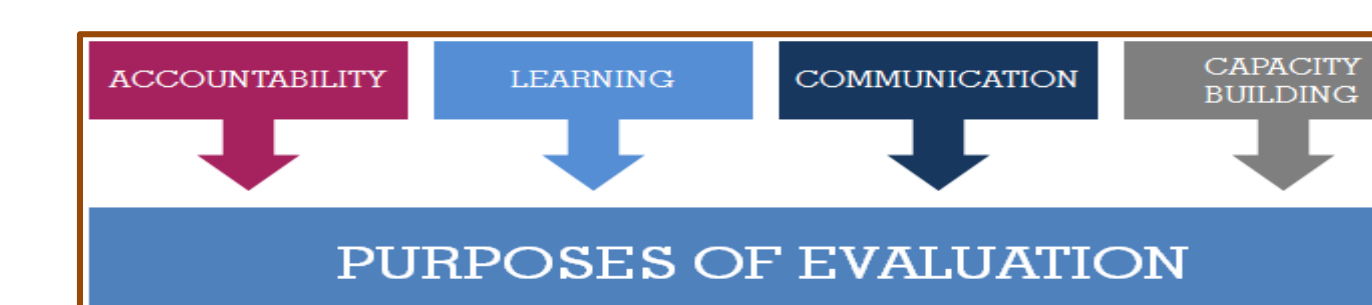 ACCOUNTABILITY
LEARNING
COMMUNICATION
CAPACITY
BUILDING
PURPOSES OF EVALUATION